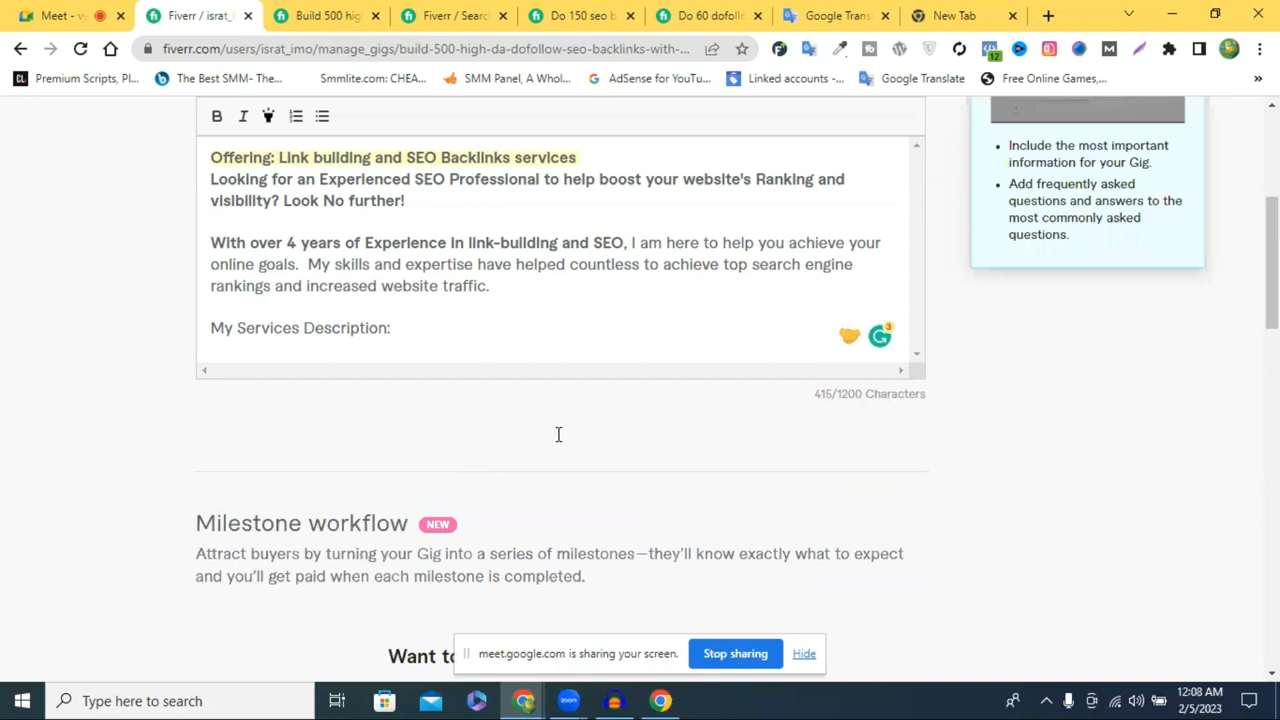 Meet - vy
Fiverr / israt_i
Build 500 hig
Fiverr / Searc
Do 150 seo b
Do 60 dofollo
Google Trans
New Tab
fiverr.com/users/israt_imo/manage_gigs/build-500-high-da-dofollow-seo-backlinks-with-...
12
Premium Scripts, Pl...
The Best SMM- The...
Smmlite.com: CHEA...
SMM Panel, A Whol...
AdSense for YouTu...
Linked accounts -...
Google Translate
Free Online Games,...
»
B I
Offering: Link building and SEO Backlinks services
Looking for an Experienced SEO Professional to help boost your website's Ranking and
visibility? Look No further!
With over 4 years of Experience in link-building and SEO, I am here to help you achieve your
online goals. My skills and expertise have helped countless to achieve top search engine
rankings and increased website traffic.
My Services Description:
3
415/1200 Characters
Include the most important
information for your Gig.
Add frequently asked
questions and answers to the
most commonly asked
questions.
Milestone workflow NEW
Attract buyers by turning your Gig into a series of milestones—they'll know exactly what to expect
and you'll get paid when each milestone is completed.
Want to
meet.google.com is sharing your screen.
Stop sharing
Hide
Type here to search
12:08 AM
2/5/2023